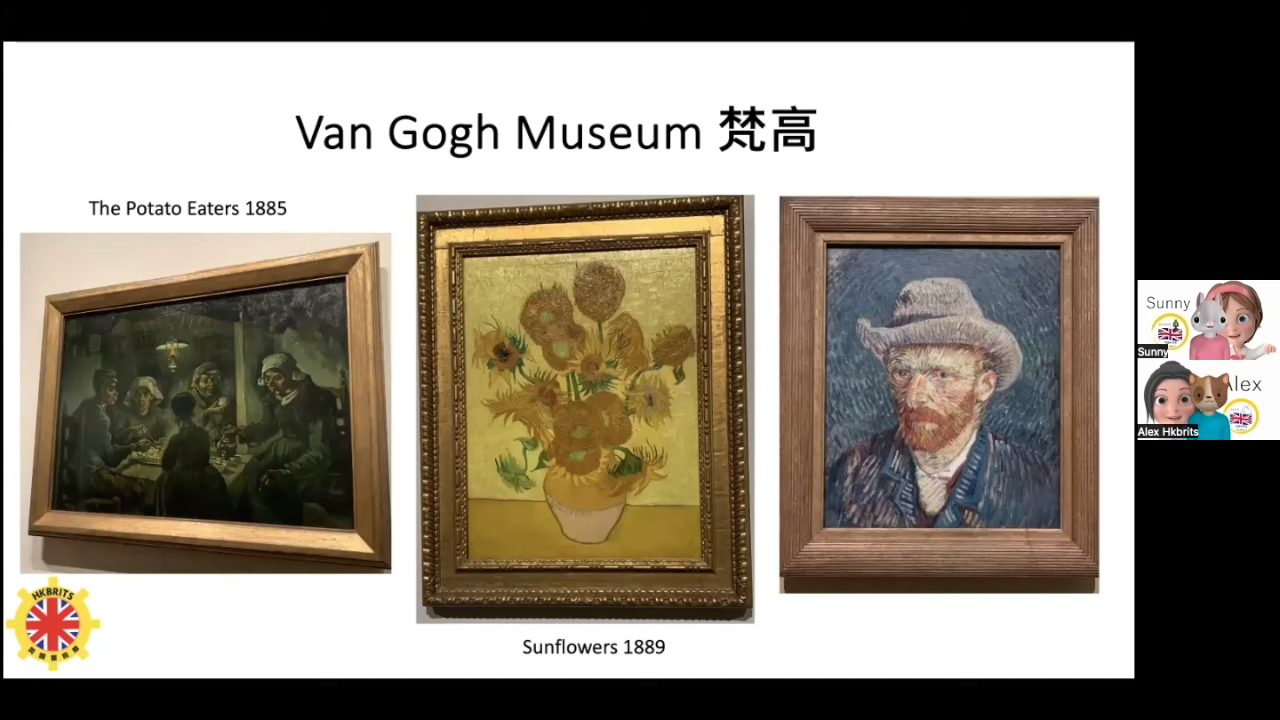 Van Gogh Museum 梵高
The Potato Eaters 1885
Sunflowers 1889
HKBRITS
Sunny
Sunny
Alex
Alex Hkbrits